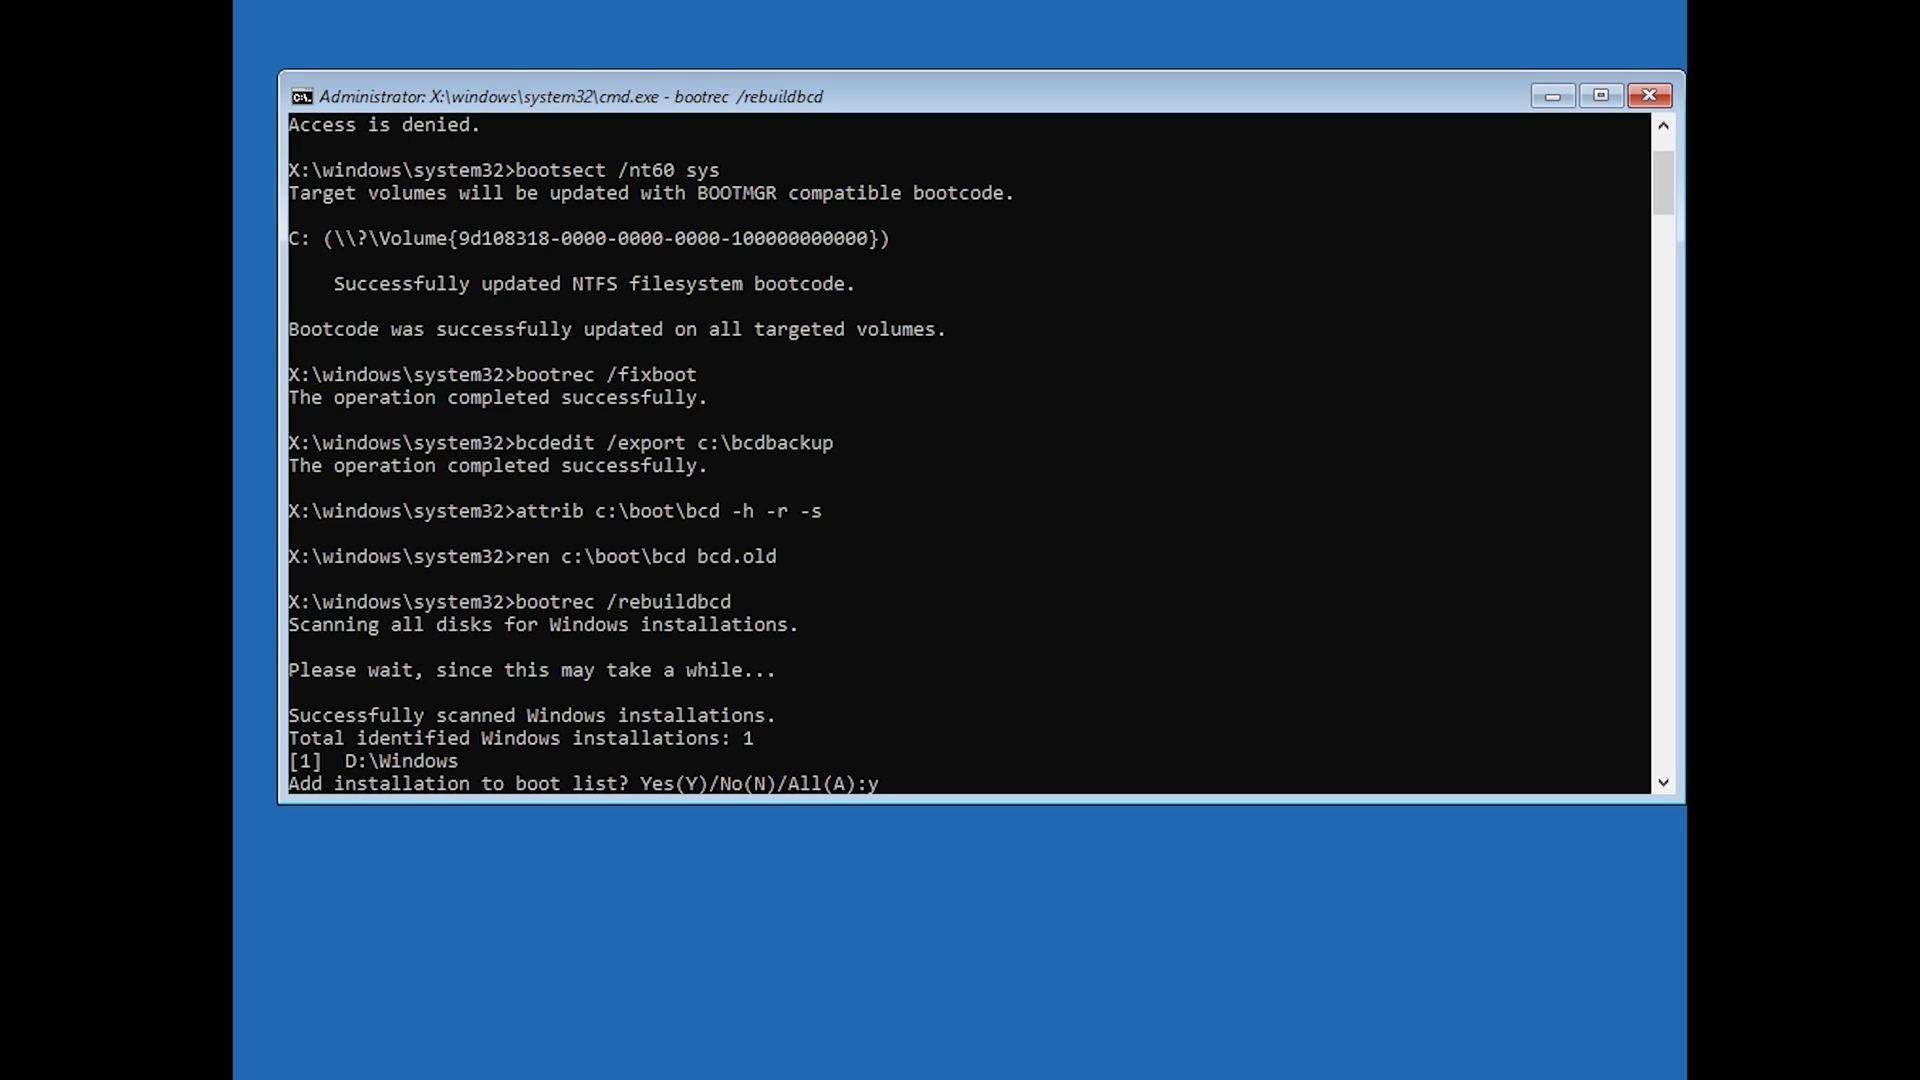 Administrator: X:\windows\system32\cmd.exe - bootrec /rebuildbcd
Access is denied.
X:\windows\system32>bootsect /nt60 sys
Target volumes will be updated with BOOTMGR compatible bootcode.
C: (\\?\Volume{9d108318-0000-0000-0000-100000000000})
Successfully updated NTFS filesystem bootcode.
Bootcode was successfully updated on all targeted volumes.
X:\windows\system32>bootrec /fixboot
The operation completed successfully.
X:\windows\system32>bcdedit /export c:\bcdbackup
The operation completed successfully.
X:\windows\system32>attrib c:\boot\bcd -h -r -s
X:\windows\system32>ren c:\boot\bcd bcd.old
X:\windows\system32>bootrec /rebuildbcd
Scanning all disks for Windows installations.
Please wait, since this may take a while...
Successfully scanned Windows installations.
Total identified Windows installations: 1
[1]  D:\Windows
Add installation to boot list? Yes(Y)/No(N)/All(A):y